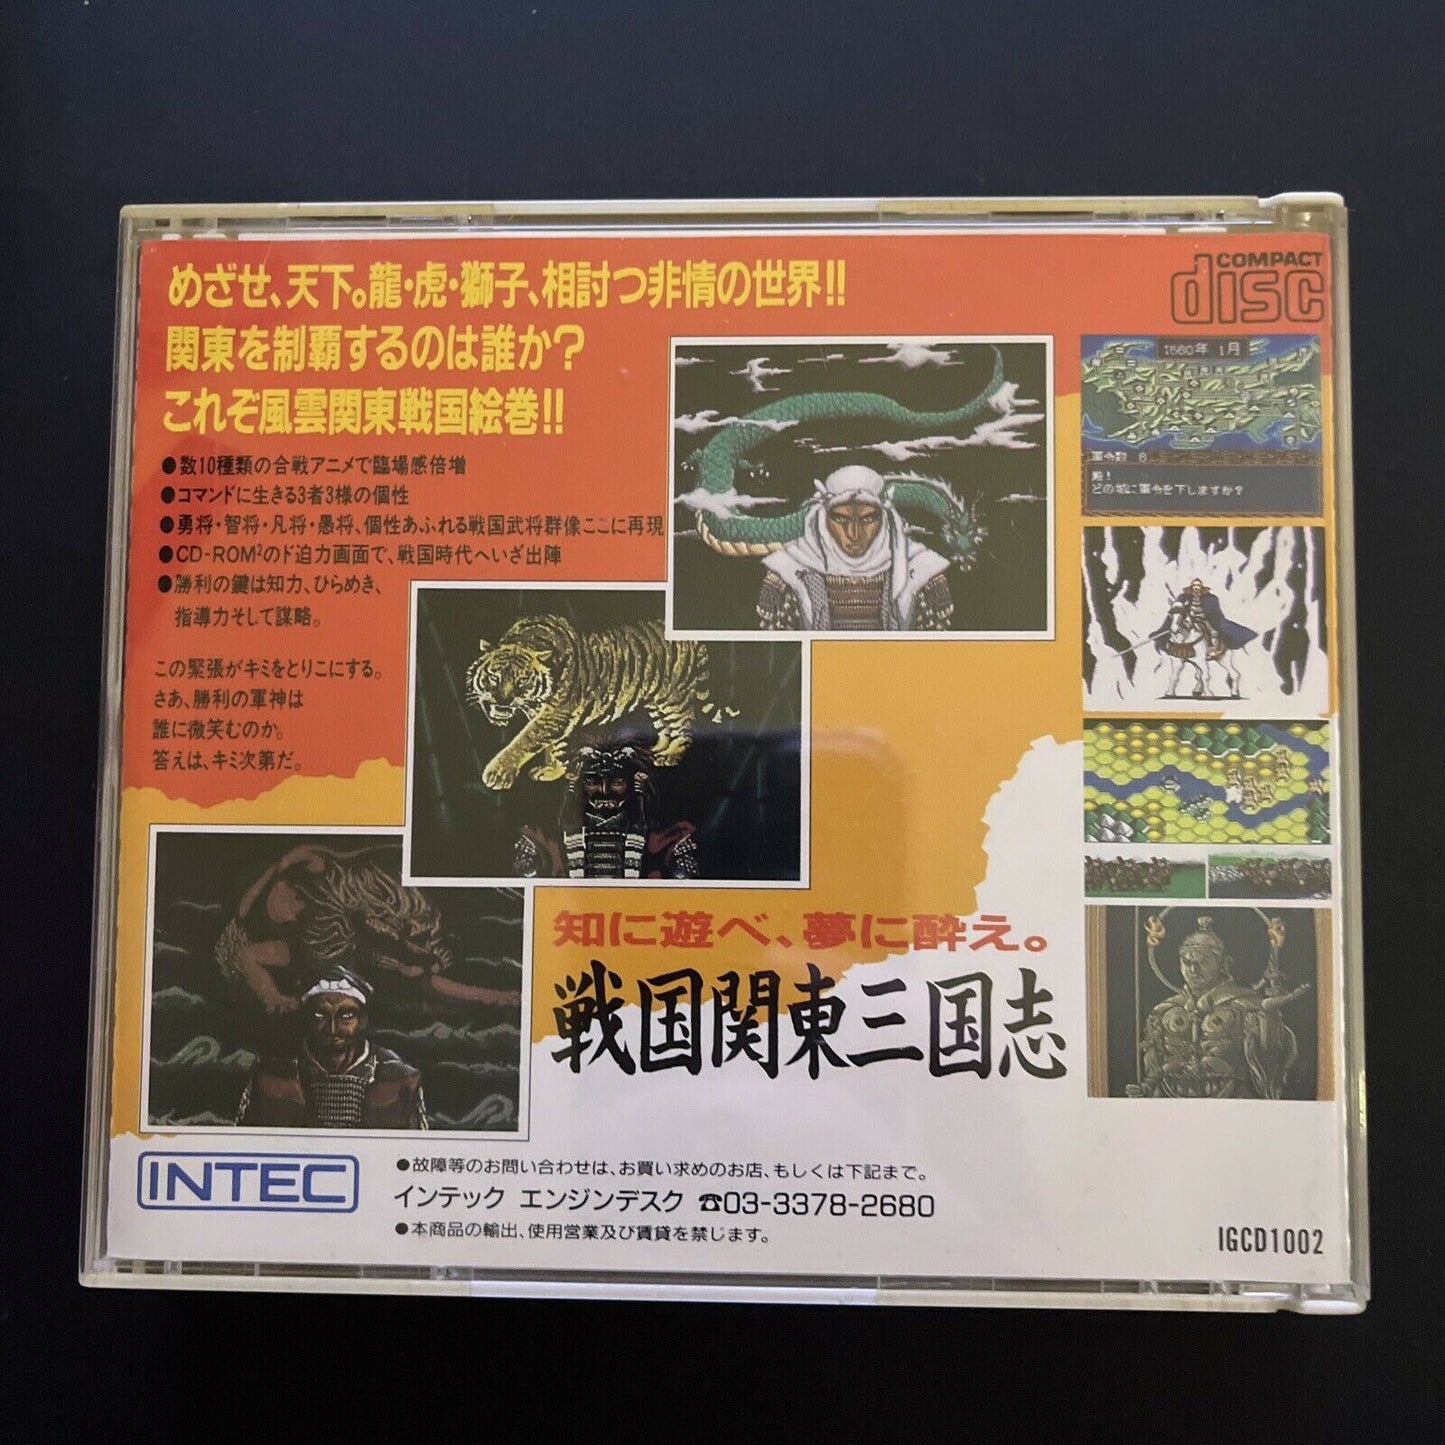 めざせ、天下。龍・虎・獅子、相討つ非情の世界!!
関東を制覇するのは誰か?
これぞ風雲関東戦国絵巻!!
COMPACT
disc
●数10種類の合戦アニメで臨場感倍増
●コマンドに生きる3者3様の個性
●勇将・智将・凡将・愚将、個性あふれる戦国武将群像ここに再現
●CD-ROM²のド迫力画面で、戦国時代へいざ出陣
●勝利の鍵は知力、ひらめき、
指導力そして謀略。
この緊張がキミをとりこにする。
さあ、勝利の軍神は
誰に微笑むのか。
答えは、キミ次第だ。
1560年 1月
軍令数 8
殿!
どの城に軍令を下しますか?
知に遊べ、夢に酔え。
戦国関東三国志
INTEC
●故障等のお問い合わせは、お買い求めのお店、もしくは下記まで。
インテック エンジンデスク ☎03-3378-2680
●本商品の輸出、使用営業及び賃貸を禁じます。
IGCD1002